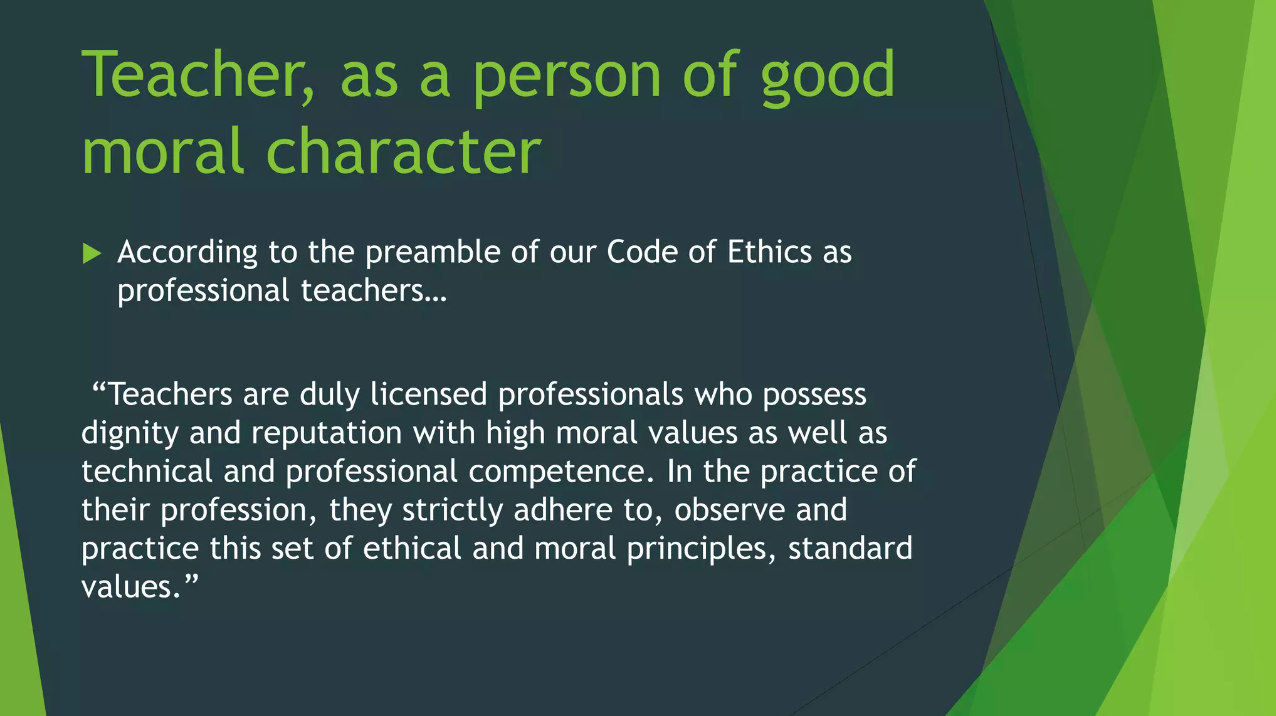 Teacher, as a person of good
moral character
According to the preamble of our Code of Ethics as
professional teachers…
“Teachers are duly licensed professionals who possess
dignity and reputation with high moral values as well as
technical and professional competence. In the practice of
their profession, they strictly adhere to, observe and
practice this set of ethical and moral principles, standard
values.”